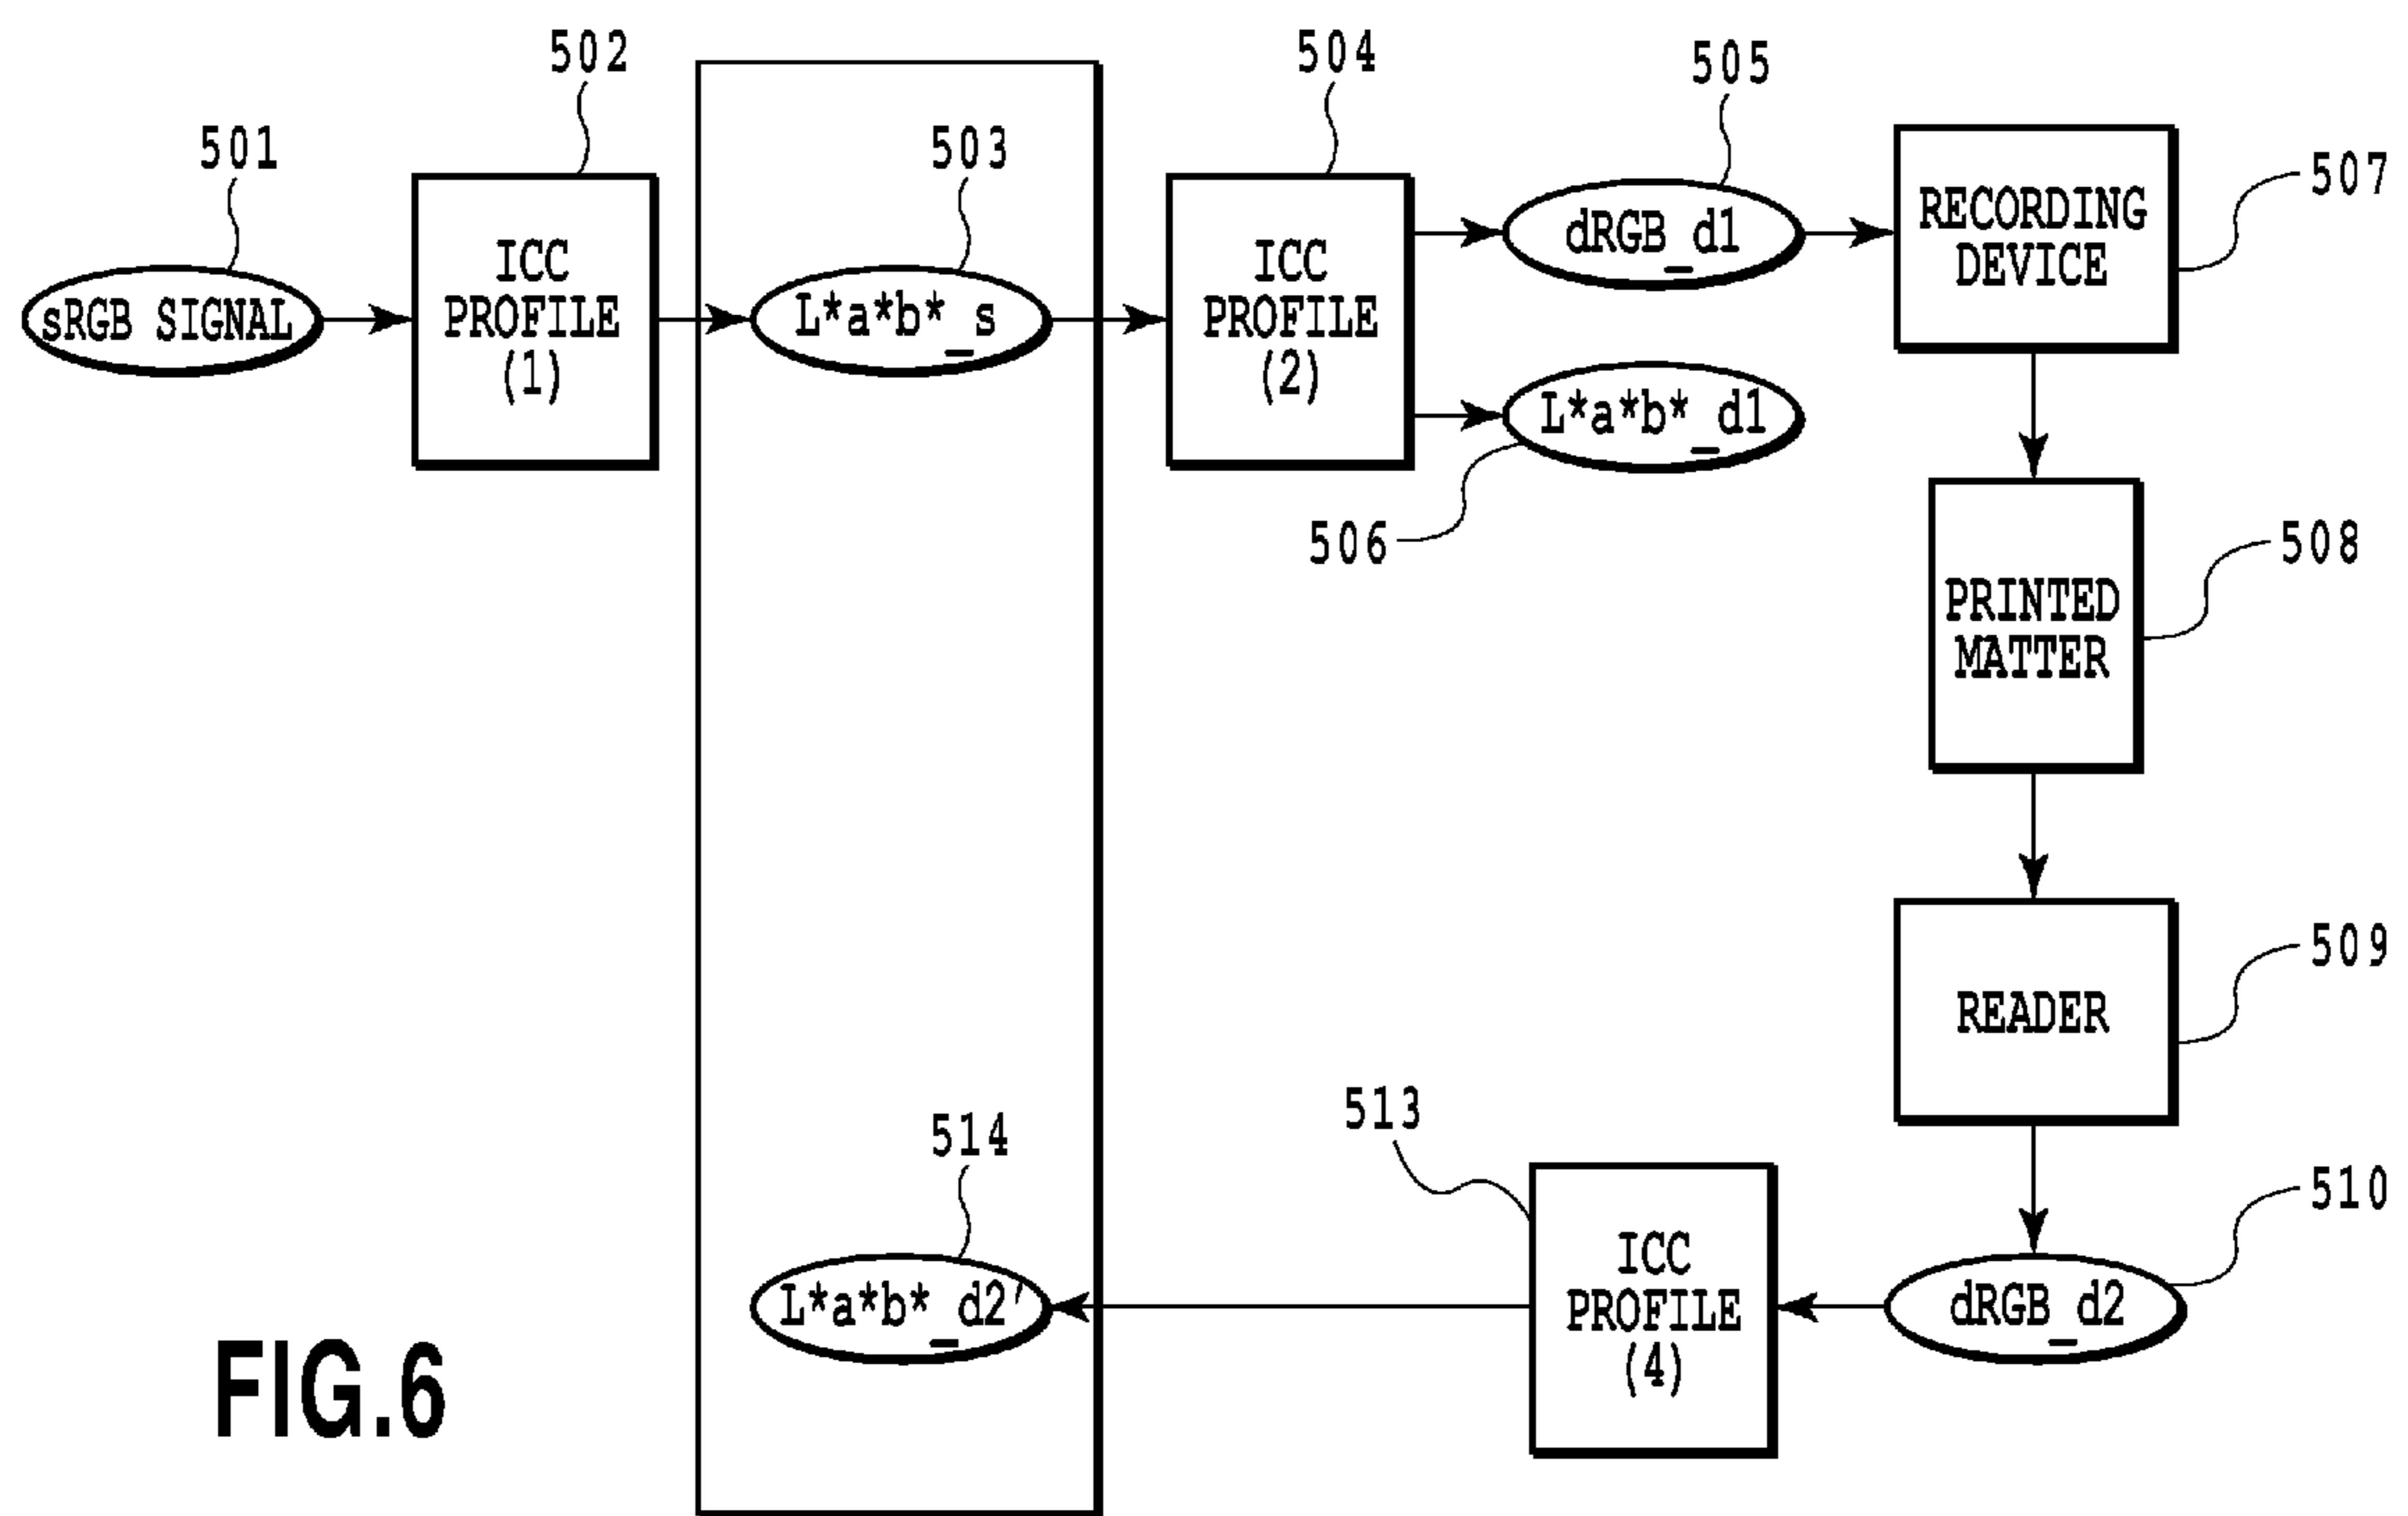 501
sRGB SIGNAL
502
ICC
PROFILE
(1)
503
L*a*b*_s
504
ICC
PROFILE
(2)
505
dRGB_d1
L*a*b*_d1
506
507
RECORDING
DEVICE
508
PRINTED
MATTER
509
READER
510
dRGB_d2
513
ICC
PROFILE
(4)
514
L*a*b*_d2'
FIG.6